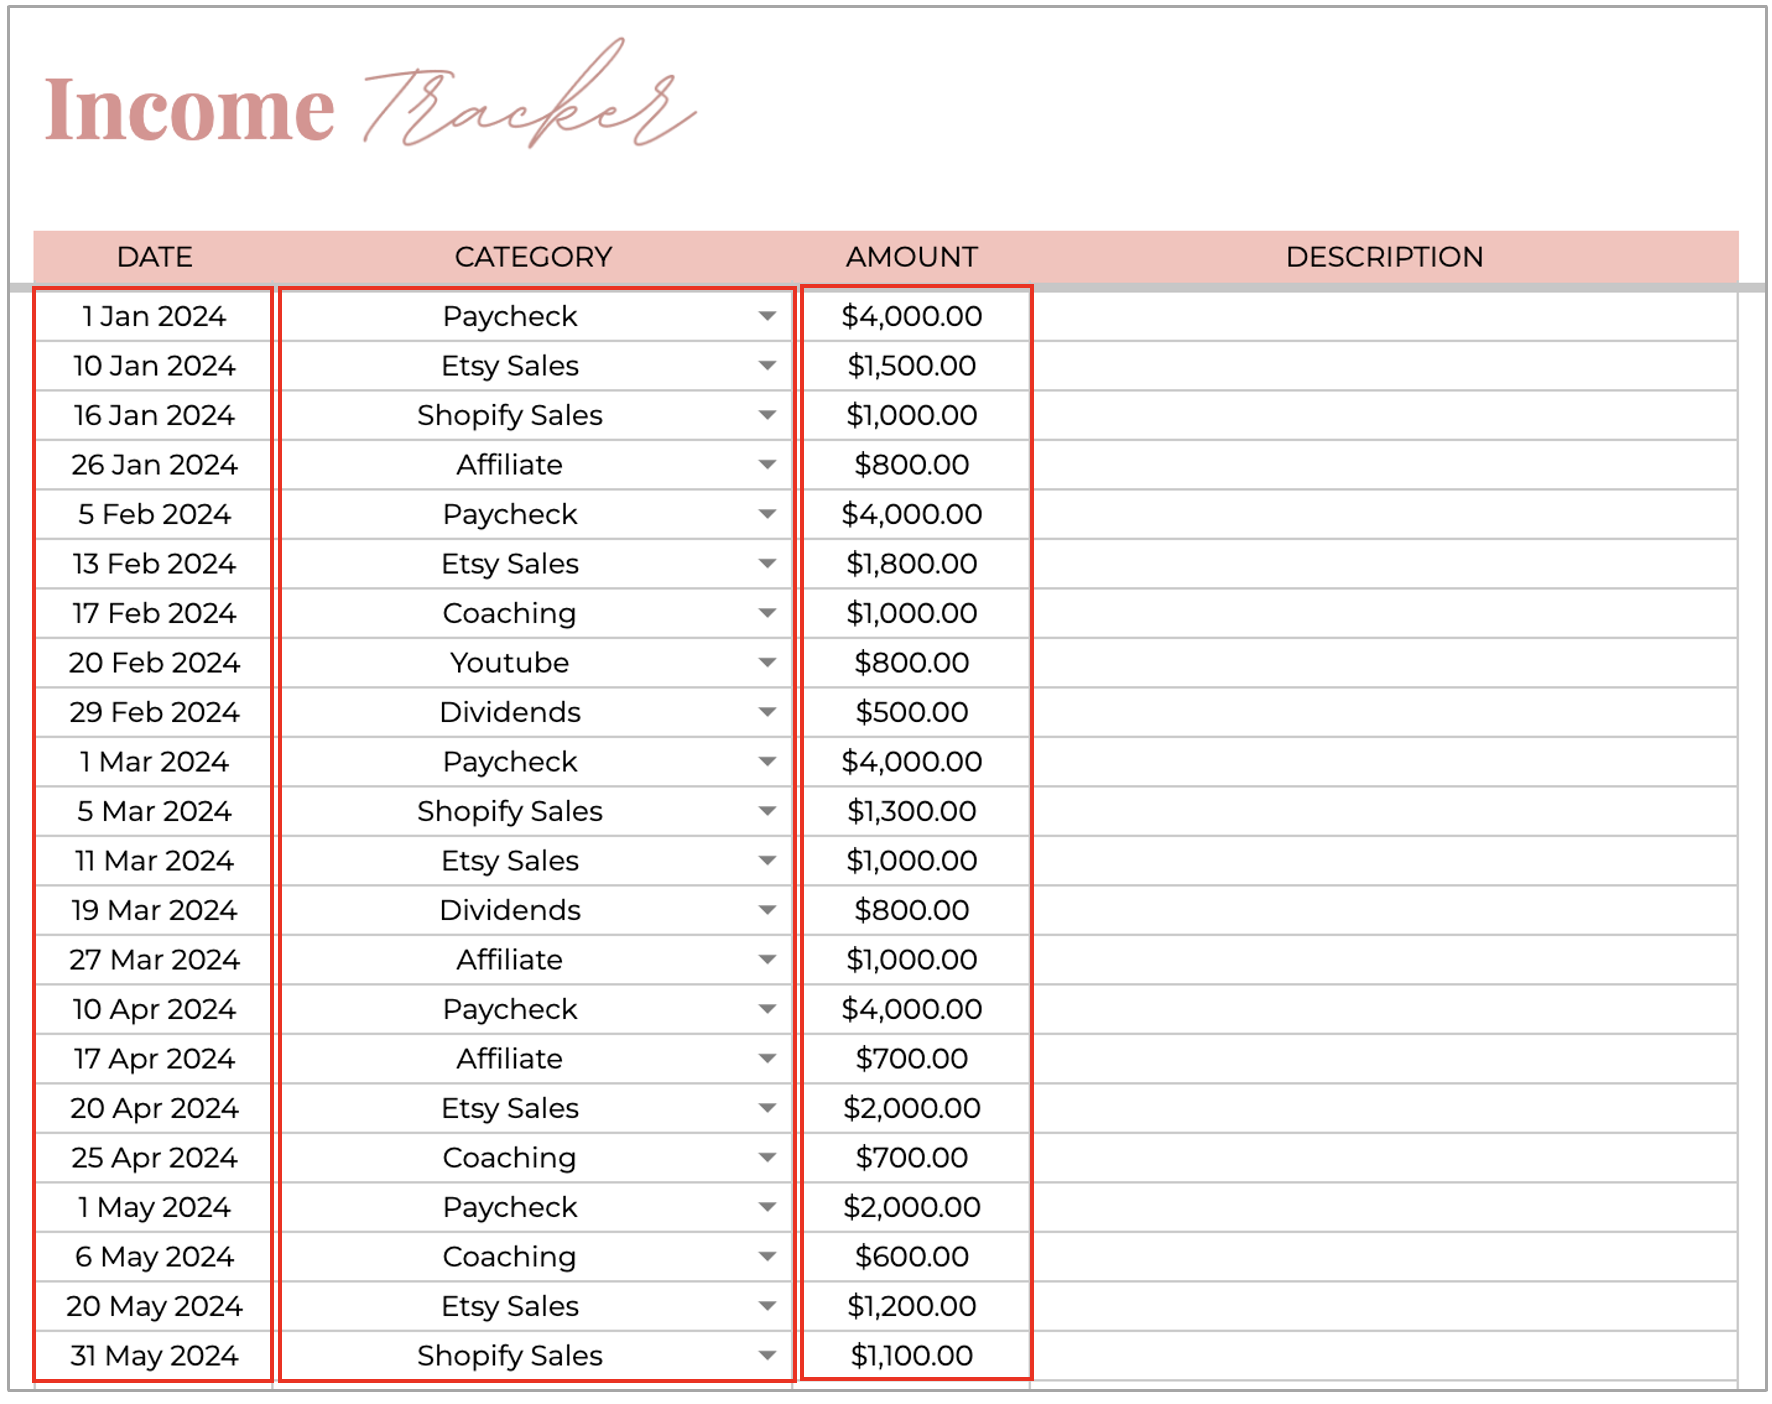 Income Tracker
DATE CATEGORY AMOUNT DESCRIPTION
1 Jan 2024 Paycheck $4,000.00
10 Jan 2024 Etsy Sales $1,500.00
16 Jan 2024 Shopify Sales $1,000.00
26 Jan 2024 Affiliate $800.00
5 Feb 2024 Paycheck $4,000.00
13 Feb 2024 Etsy Sales $1,800.00
17 Feb 2024 Coaching $1,000.00
20 Feb 2024 Youtube $800.00
29 Feb 2024 Dividends $500.00
1 Mar 2024 Paycheck $4,000.00
5 Mar 2024 Shopify Sales $1,300.00
11 Mar 2024 Etsy Sales $1,000.00
19 Mar 2024 Dividends $800.00
27 Mar 2024 Affiliate $1,000.00
10 Apr 2024 Paycheck $4,000.00
17 Apr 2024 Affiliate $700.00
20 Apr 2024 Etsy Sales $2,000.00
25 Apr 2024 Coaching $700.00
1 May 2024 Paycheck $2,000.00
6 May 2024 Coaching $600.00
20 May 2024 Etsy Sales $1,200.00
31 May 2024 Shopify Sales $1,100.00